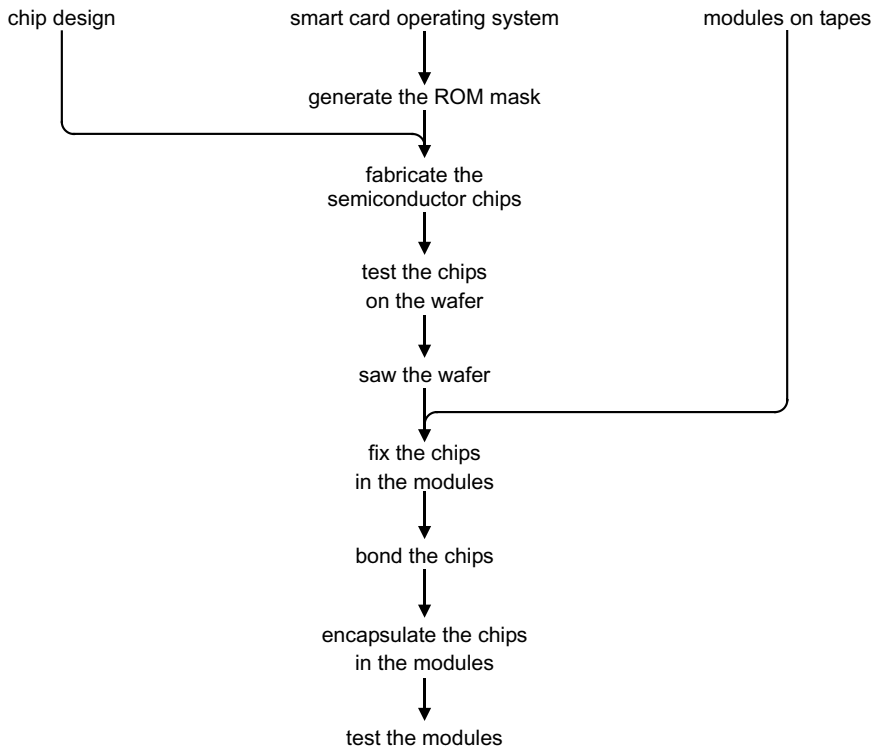 chip design
smart card operating system
modules on tapes
generate the ROM mask
fabricate the
semiconductor chips
test the chips
on the wafer
saw the wafer
fix the chips
in the modules
bond the chips
encapsulate the chips
in the modules
test the modules